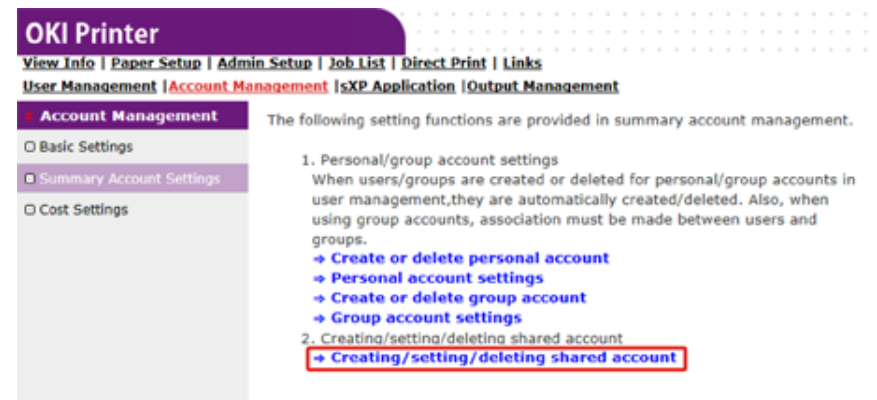 OKI Printer
View Info | Paper Setup | Admin Setup | Job List | Direct Print | Links
User Management |Account Management |sXP Application |Output Management
Account Management
Basic Settings
Summary Account Settings
Cost Settings
The following setting functions are provided in summary account management.
1. Personal/group account settings
When users/groups are created or deleted for personal/group accounts in
user management,they are automatically created/deleted. Also, when
using group accounts, association must be made between users and
groups.
⇒ Create or delete personal account
⇒ Personal account settings
⇒ Create or delete group account
⇒ Group account settings
2. Creating/setting/deleting shared account
⇒ Creating/setting/deleting shared account